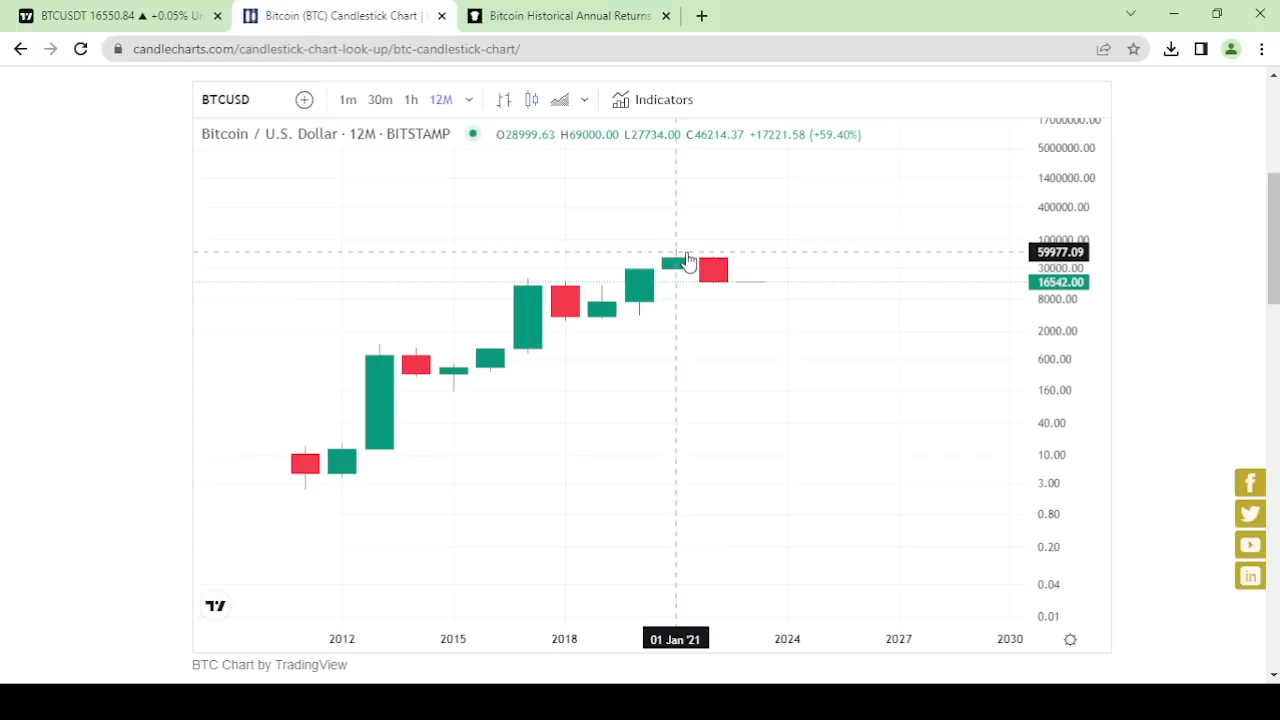 BTCUSDT 16550.84 ▲ +0.05% Un
Bitcoin (BTC) Candlestick Chart |
Bitcoin Historical Annual Returns
candlecharts.com/candlestick-chart-look-up/btc-candlestick-chart/
BTCUSD 1m 30m 1h 12M Indicators
Bitcoin / U.S. Dollar · 12M · BITSTAMP O28999.63 H69000.00 L27734.00 C46214.37 +17221.58 (+59.40%)
17000000.00
5000000.00
1400000.00
400000.00
100000.00
59977.09
30000.00
16542.00
8000.00
2000.00
600.00
160.00
40.00
10.00
3.00
0.80
0.20
0.04
0.01
2012 2015 2018 01 Jan '21 2024 2027 2030
BTC Chart by TradingView